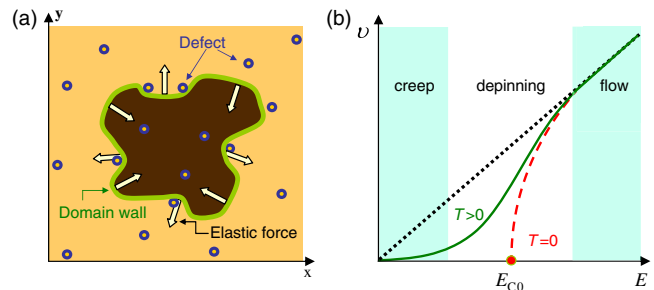 (a)
y
Defect
Domain wall
Elastic force
x
(b)
υ
creep
depinning
flow
T>0
T=0
E_C0
E